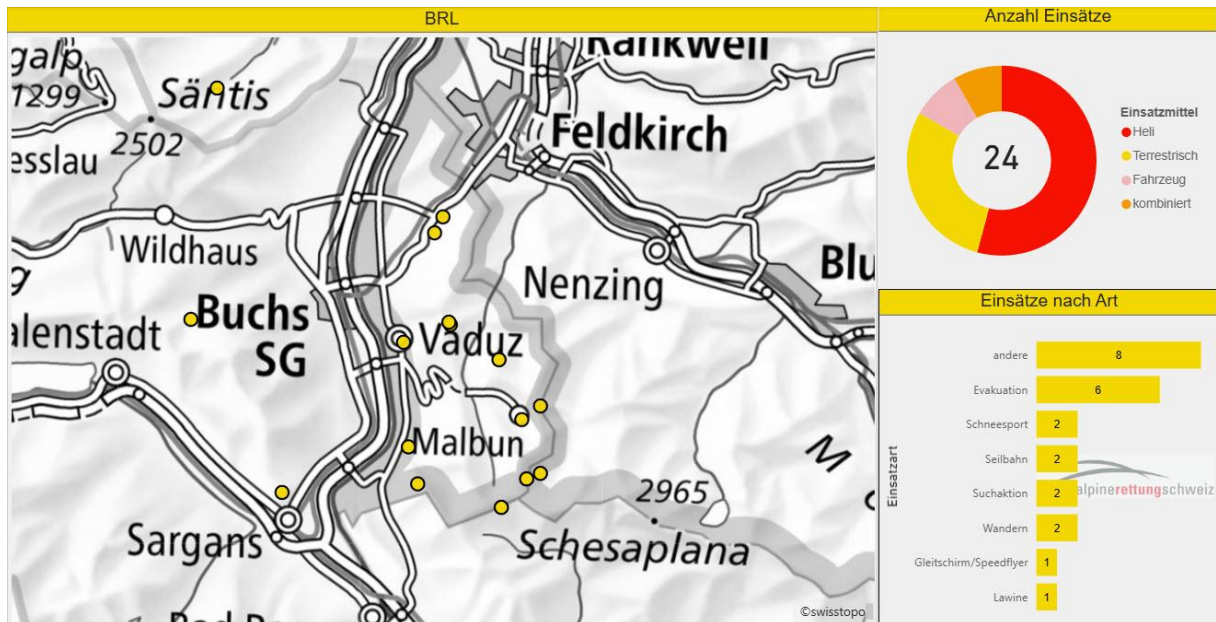 BRL
Rankweil
galp
1299
Säntis
2502
esslau
Feldkirch
Wildhaus
Nenzing
Blu
g
alenstadt
Buchs
SG
Vaduz
Malbun
M
2965
Sargans
Schesaplana
©swisstopo
Anzahl Einsätze
24
Einsatzmittel
Heli
Terrestrisch
Fahrzeug
kombiniert
Einsätze nach Art
Einsatzart
andere 8
Evakuation 6
Schneesport 2
Seilbahn 2
Suchaktion 2
Wandern 2
Gleitschirm/Speedflyer 1
Lawine 1
alpinerettungschweiz